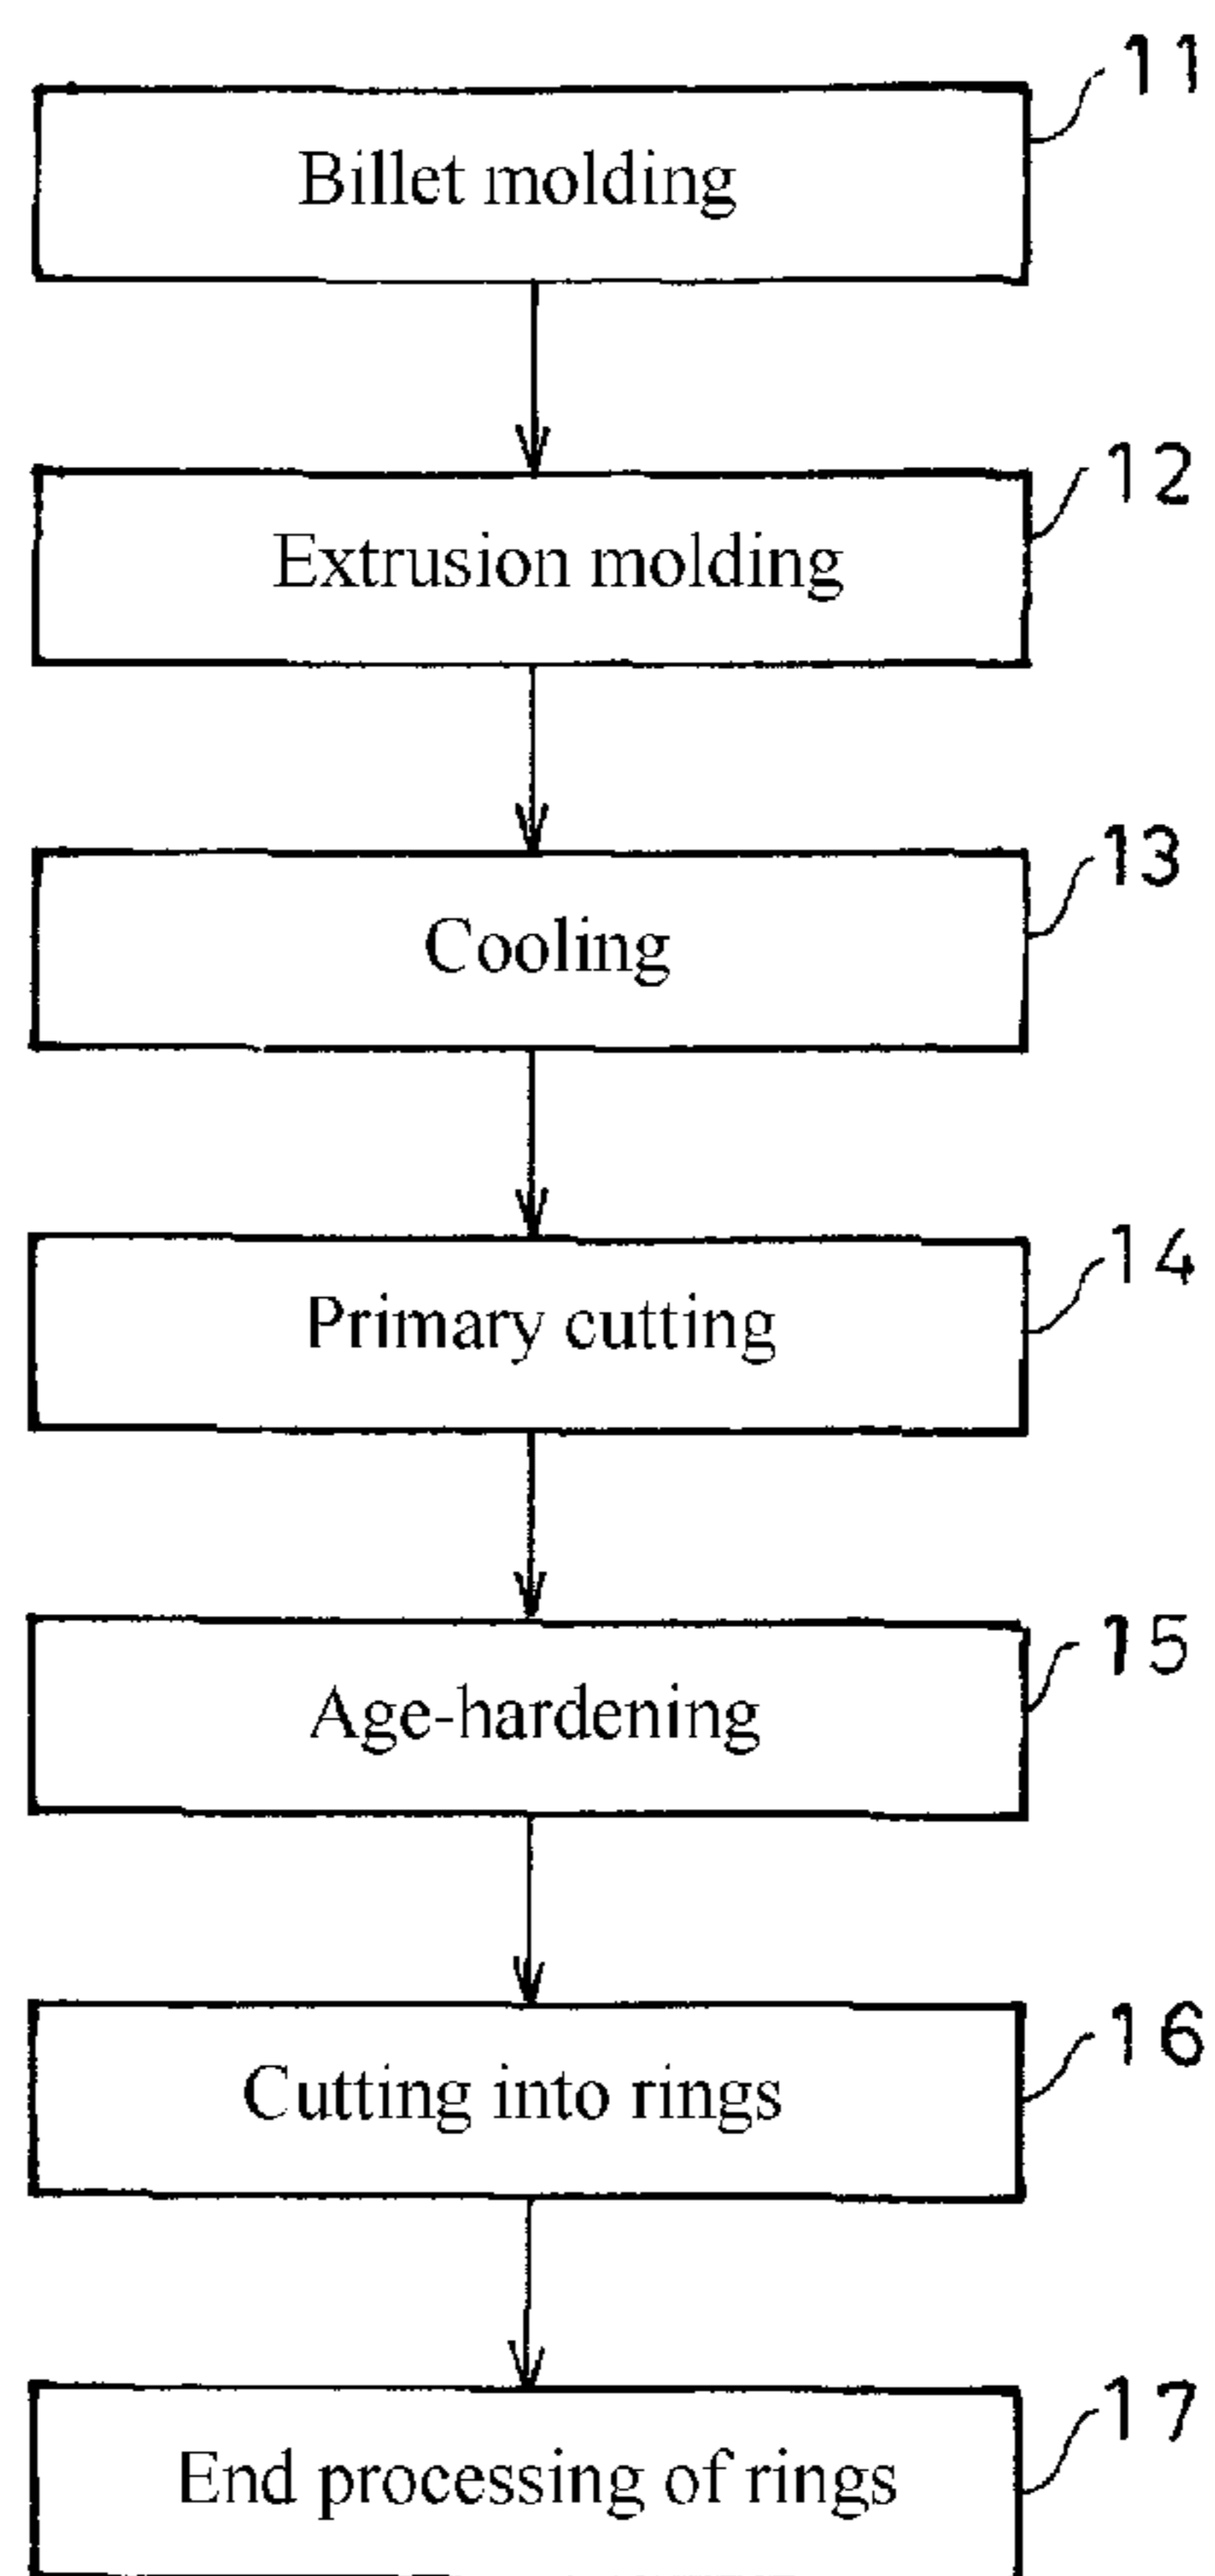 11
Billet molding
12
Extrusion molding
13
Cooling
14
Primary cutting
15
Age-hardening
16
Cutting into rings
17
End processing of rings